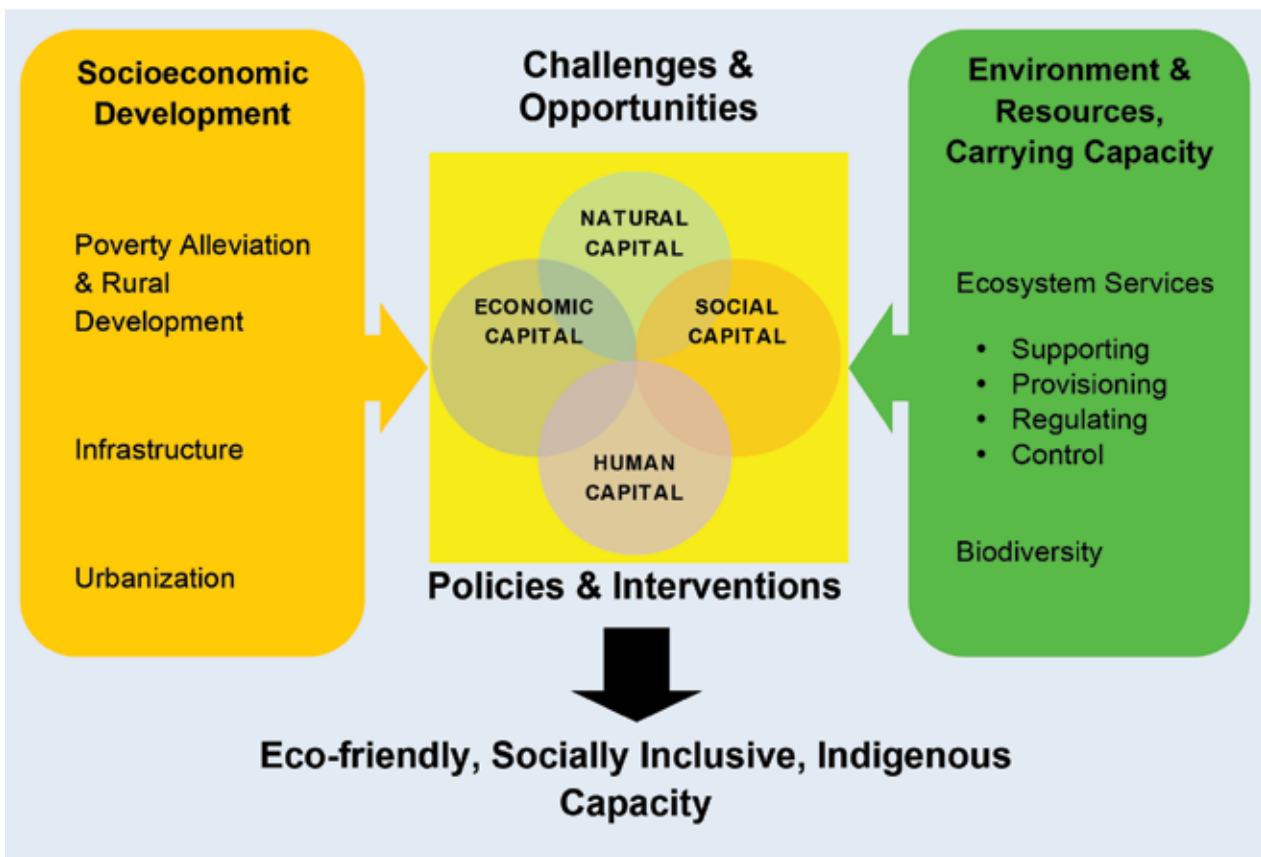 Socioeconomic
Development
Poverty Alleviation
& Rural
Development
Infrastructure
Urbanization
Challenges &
Opportunities
NATURAL
CAPITAL
ECONOMIC
CAPITAL
SOCIAL
CAPITAL
HUMAN
CAPITAL
Policies & Interventions
Environment &
Resources,
Carrying Capacity
Ecosystem Services
• Supporting
• Provisioning
• Regulating
• Control
Biodiversity
Eco-friendly, Socially Inclusive, Indigenous
Capacity